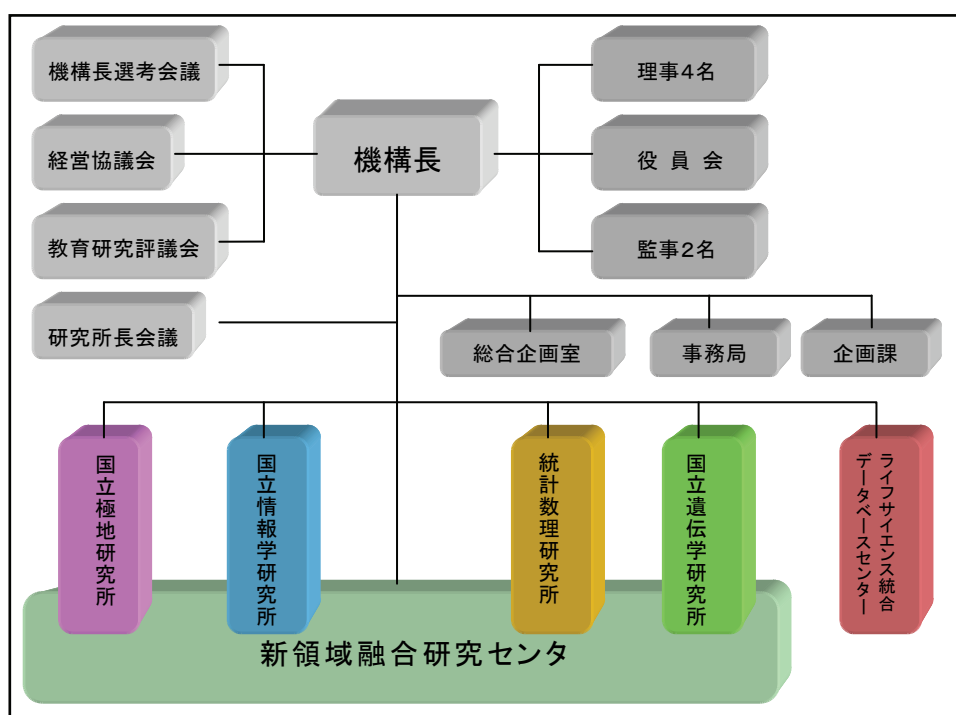 機構長選考会議
経営協議会
教育研究評議会
研究所長会議
機構長
理事4名
役員会
監事2名
総合企画室
事務局
企画課
国立極地研究所
国立情報学研究所
統計数理研究所
国立遺伝学研究所
ライフサイエンス統合
データベースセンター
新領域融合研究センタ